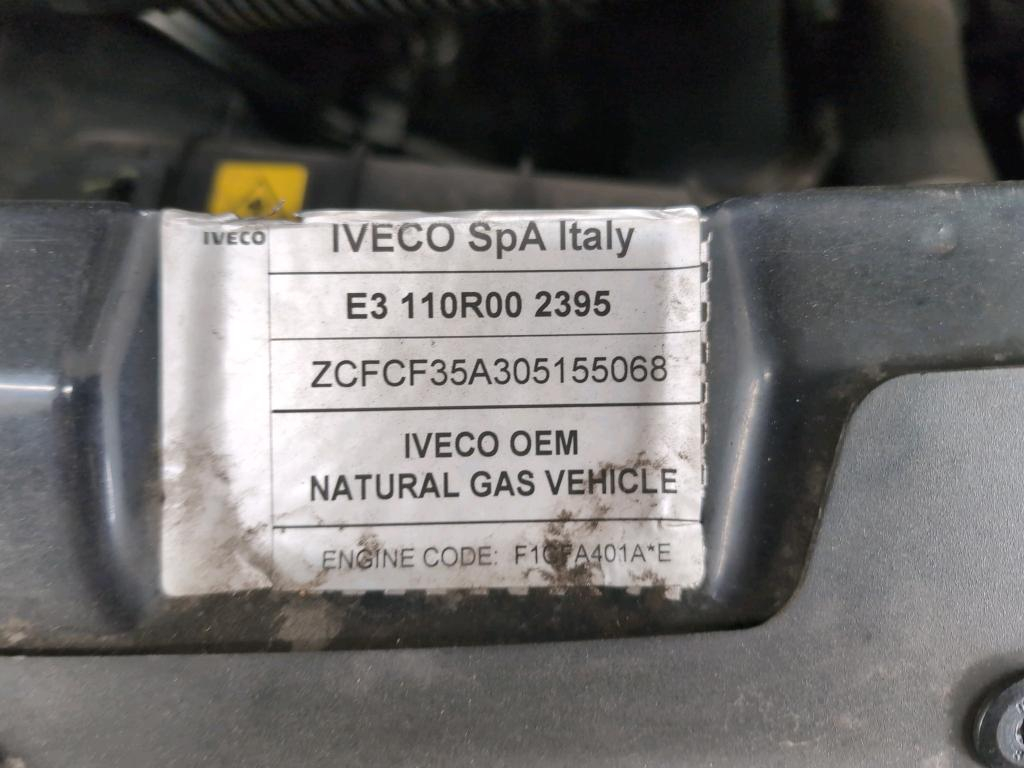 IVECO
IVECO SpA Italy
E3 110R00 2395
ZCFCF35A305155068
IVECO OEM
NATURAL GAS VEHICLE
ENGINE CODE: F1CFA401A*E